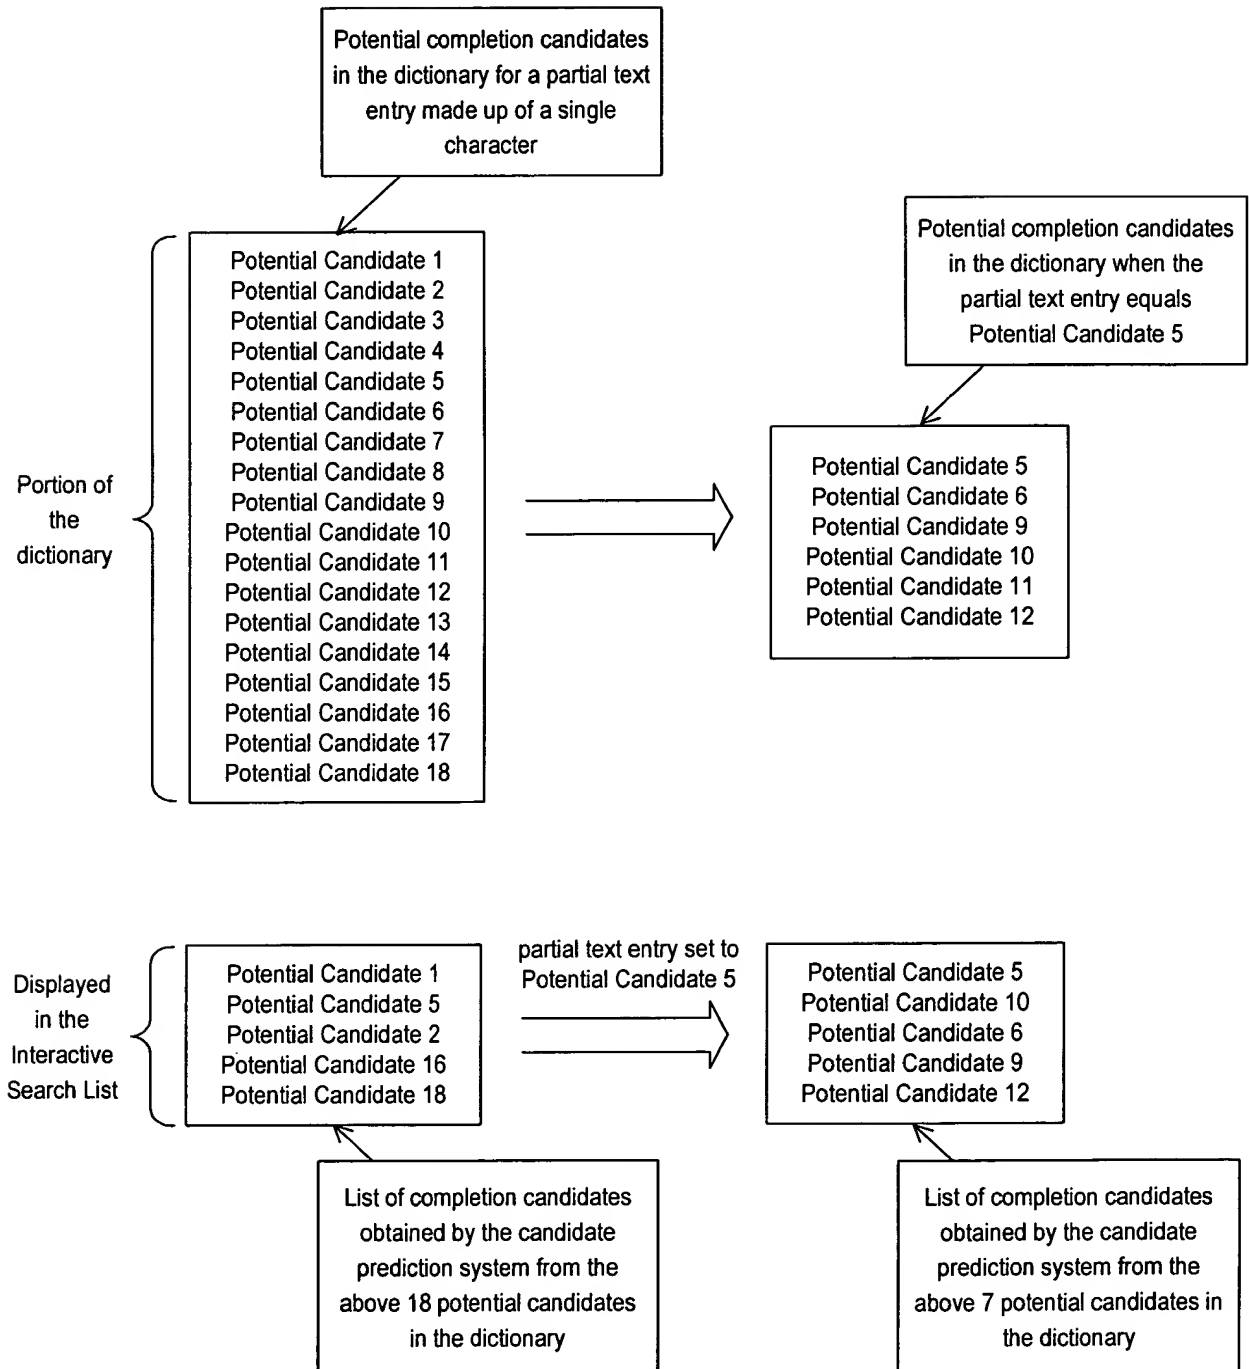 Potential completion candidates
in the dictionary for a partial text
entry made up of a single
character
Potential completion candidates
in the dictionary when the
partial text entry equals
Potential Candidate 5
Portion of
the
dictionary
Potential Candidate 1
Potential Candidate 2
Potential Candidate 3
Potential Candidate 4
Potential Candidate 5
Potential Candidate 6
Potential Candidate 7
Potential Candidate 8
Potential Candidate 9
Potential Candidate 10
Potential Candidate 11
Potential Candidate 12
Potential Candidate 13
Potential Candidate 14
Potential Candidate 15
Potential Candidate 16
Potential Candidate 17
Potential Candidate 18
Potential Candidate 5
Potential Candidate 6
Potential Candidate 9
Potential Candidate 10
Potential Candidate 11
Potential Candidate 12
Displayed
in the
Interactive
Search List
Potential Candidate 1
Potential Candidate 5
Potential Candidate 2
Potential Candidate 16
Potential Candidate 18
partial text entry set to
Potential Candidate 5
Potential Candidate 5
Potential Candidate 10
Potential Candidate 6
Potential Candidate 9
Potential Candidate 12
List of completion candidates
obtained by the candidate
prediction system from the
above 18 potential candidates
in the dictionary
List of completion candidates
obtained by the candidate
prediction system from the
above 7 potential candidates in
the dictionary